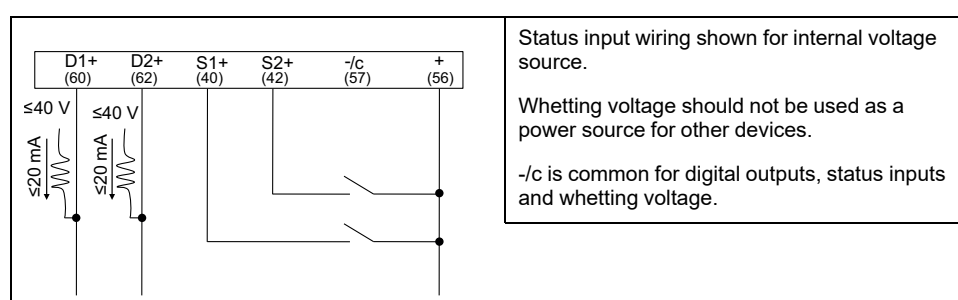 D1+ D2+ S1+ S2+ -/c +
(60) (62) (40) (42) (57) (56)
≤40 V ≤40 V
≤20 mA ≤20 mA
Status input wiring shown for internal voltage
source.
Whetting voltage should not be used as a
power source for other devices.
-/c is common for digital outputs, status inputs
and whetting voltage.